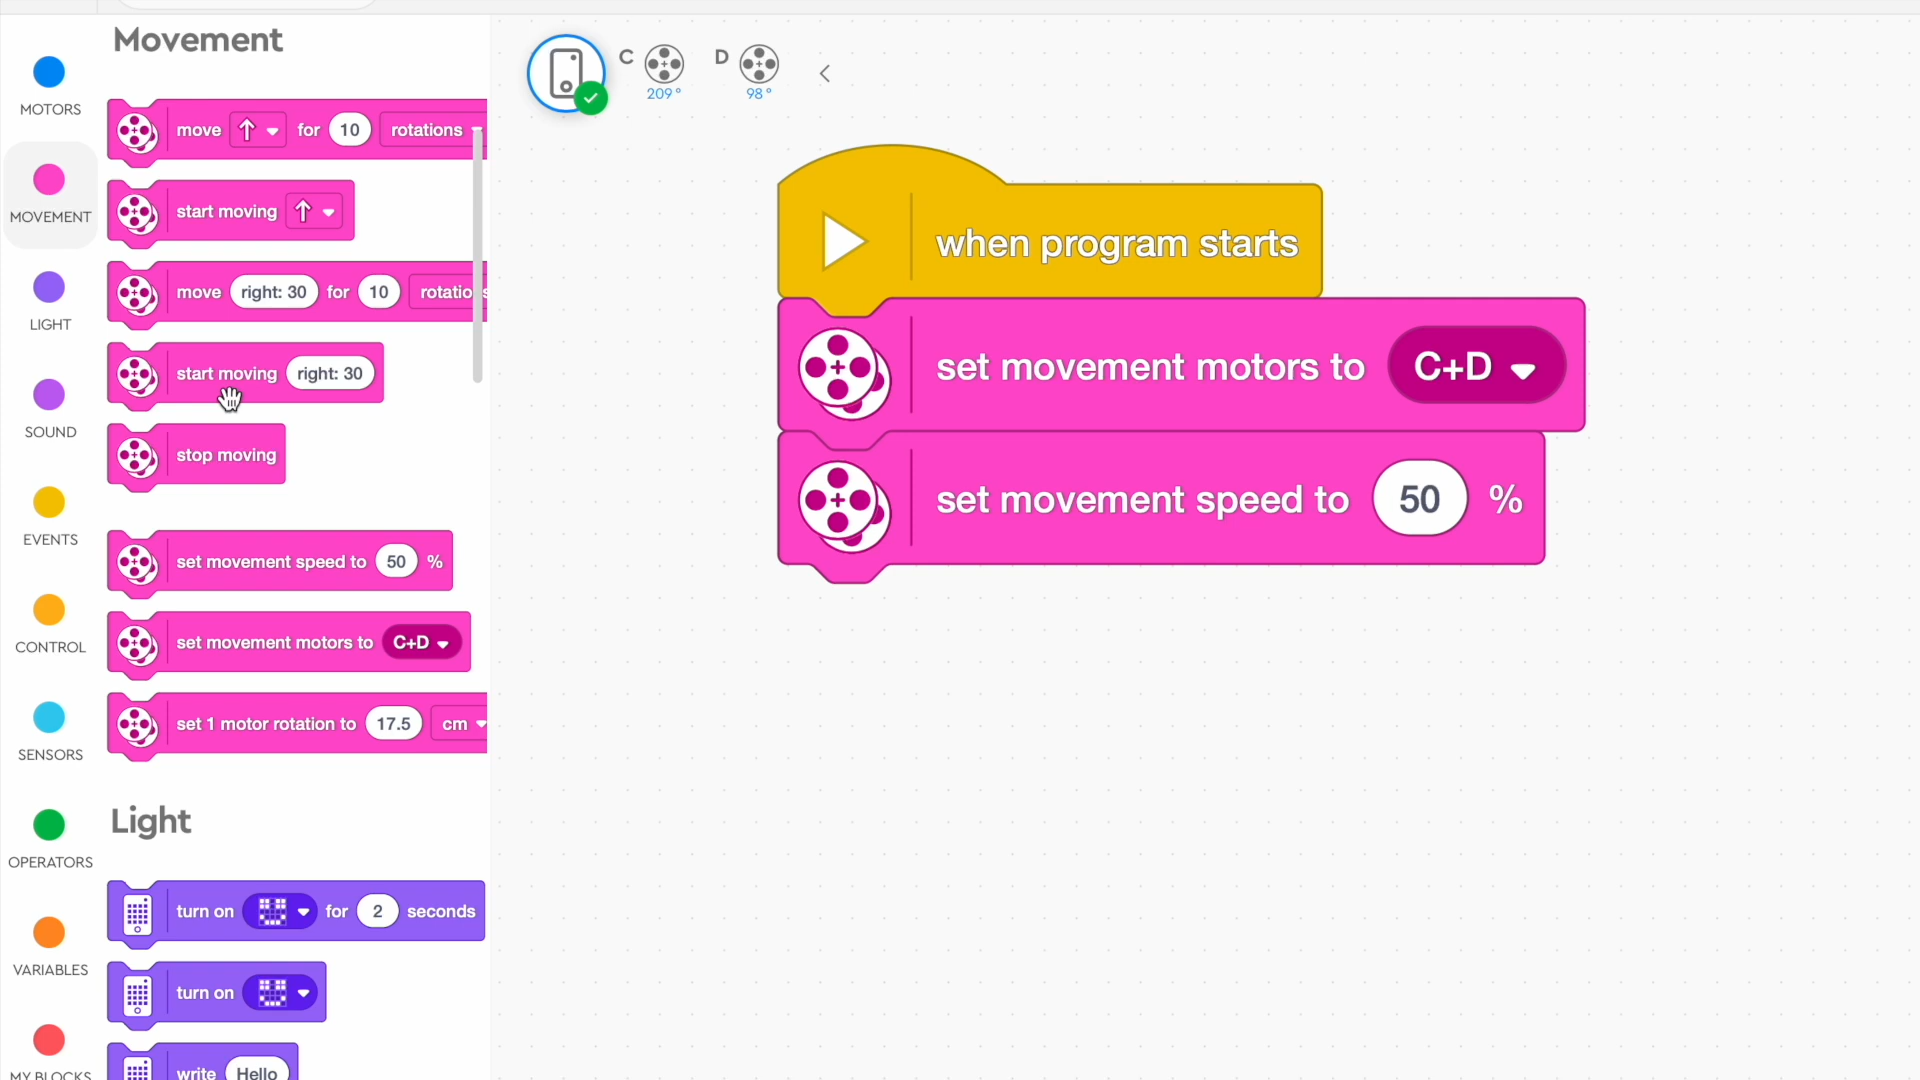 Movement
MOTORS
MOVEMENT
LIGHT
SOUND
EVENTS
CONTROL
SENSORS
OPERATORS
VARIABLES
MY BLOCKS
move for 10 rotations
start moving
move right: 30 for 10 rotations
start moving right: 30
stop moving
set movement speed to 50 %
set movement motors to C+D
set 1 motor rotation to 17.5 cm
Light
turn on for 2 seconds
turn on
write Hello
C
209°
D
98°
when program starts
set movement motors to C+D
set movement speed to 50 %